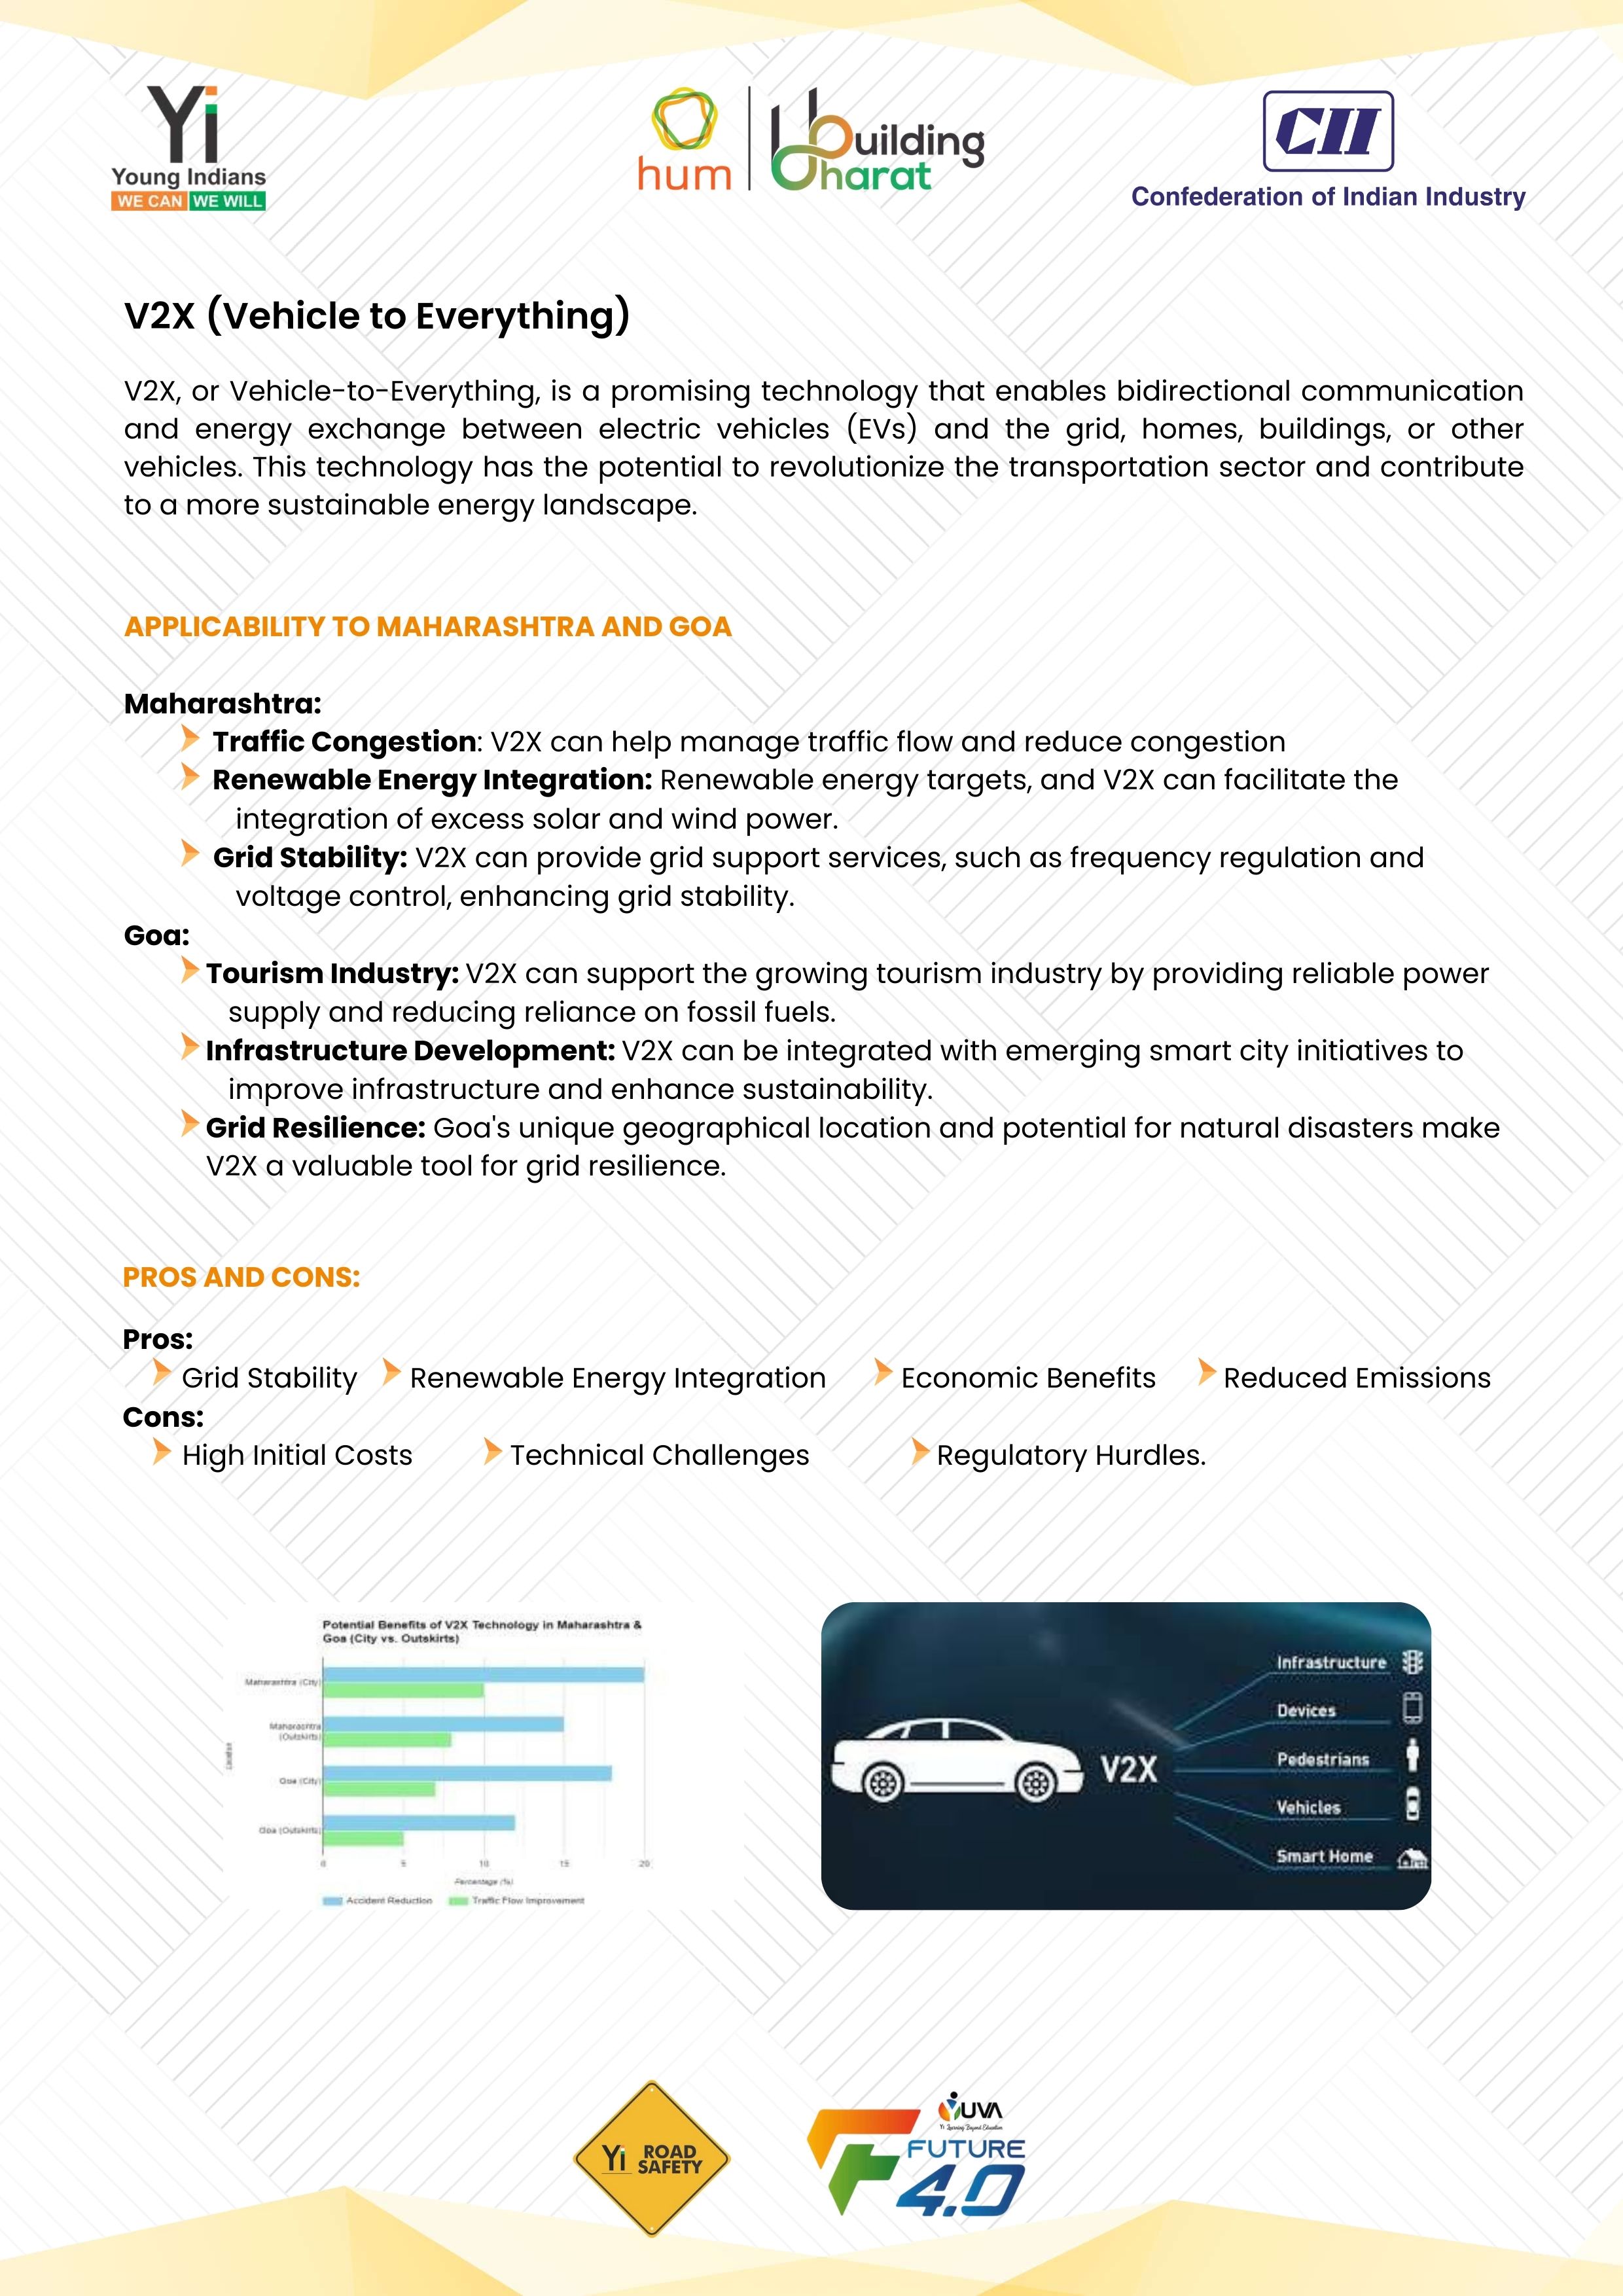 Yi
Young Indians
WE CAN WE WILL
hum
Building
Bharat
CII
Confederation of Indian Industry
V2X (Vehicle to Everything)
V2X, or Vehicle-to-Everything, is a promising technology that enables bidirectional communication
and energy exchange between electric vehicles (EVs) and the grid, homes, buildings, or other
vehicles. This technology has the potential to revolutionize the transportation sector and contribute
to a more sustainable energy landscape.
APPLICABILITY TO MAHARASHTRA AND GOA
Maharashtra:
Traffic Congestion: V2X can help manage traffic flow and reduce congestion
Renewable Energy Integration: Renewable energy targets, and V2X can facilitate the
integration of excess solar and wind power.
Grid Stability: V2X can provide grid support services, such as frequency regulation and
voltage control, enhancing grid stability.
Goa:
Tourism Industry: V2X can support the growing tourism industry by providing reliable power
supply and reducing reliance on fossil fuels.
Infrastructure Development: V2X can be integrated with emerging smart city initiatives to
improve infrastructure and enhance sustainability.
Grid Resilience: Goa's unique geographical location and potential for natural disasters make
V2X a valuable tool for grid resilience.
PROS AND CONS:
Pros:
Grid Stability Renewable Energy Integration Economic Benefits Reduced Emissions
Cons:
High Initial Costs Technical Challenges Regulatory Hurdles.
Potential Benefits of V2X Technology in Maharashtra &
Goa (City vs. Outskirts)
Maharashtra (City)
Maharashtra
(Outskirts)
Location
Goa (City)
Goa (Outskirts)
0 5 10 15 20
Percentage (%)
Accident Reduction Traffic Flow Improvement
V2X
Infrastructure
Devices
Pedestrians
Vehicles
Smart Home
Yi ROAD
SAFETY
YUVA
Yi Learning Beyond Education
FUTURE
4.0